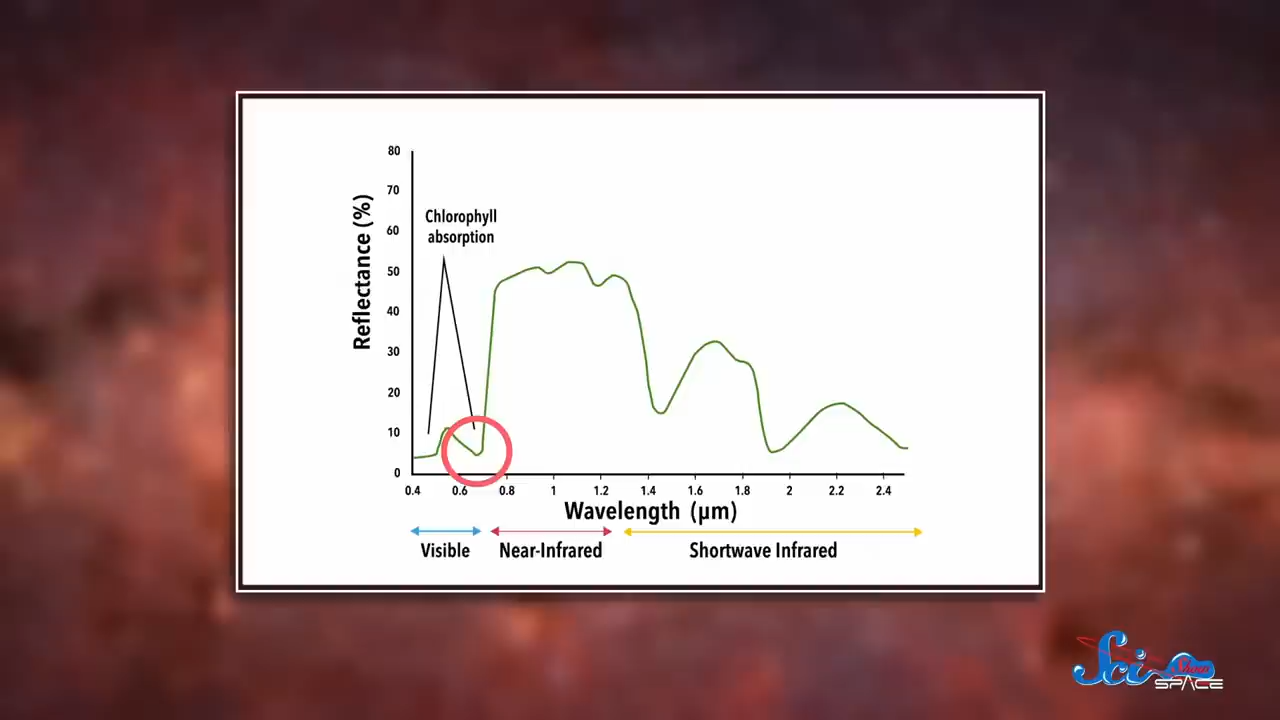 80
70
60
50
40
30
20
10
0
Reflectance (%)
Chlorophyll
absorption
0.4 0.6 0.8 1 1.2 1.4 1.6 1.8 2 2.2 2.4
Wavelength (µm)
Visible Near-Infrared Shortwave Infrared
Sci Show
SPACE